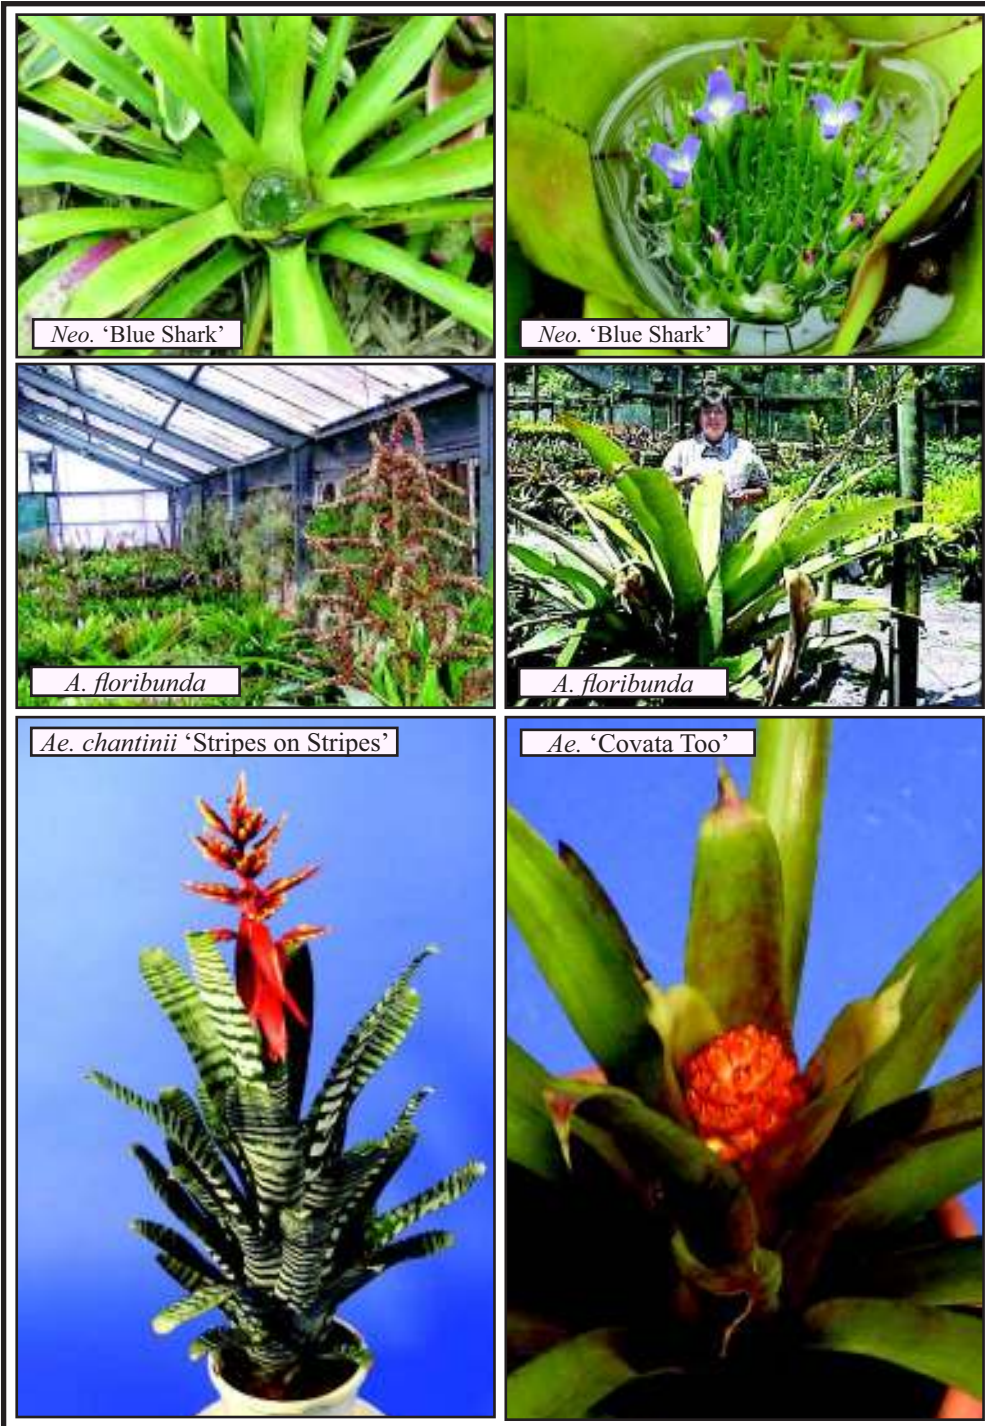 Neo. ‘Blue Shark’
Neo. ‘Blue Shark’
A. floribunda
A. floribunda
Ae. chantinii ‘Stripes on Stripes’
Ae. ‘Covata Too’